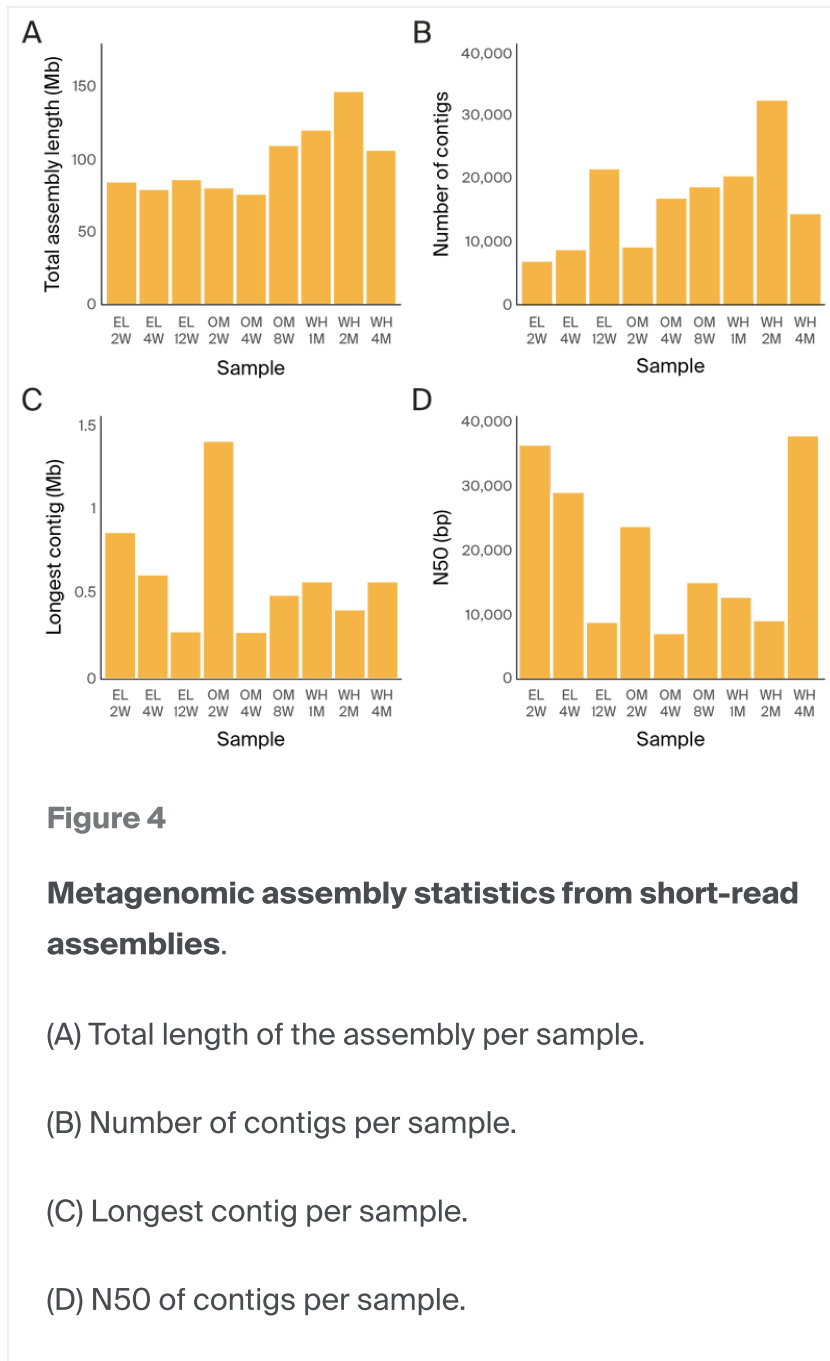 A
Total assembly length (Mb)
150
100
50
0
EL EL EL OM OM OM WH WH WH
2W 4W 12W 2W 4W 8W 1M 2M 4M
Sample
B
Number of contigs
40,000
30,000
20,000
10,000
0
EL EL EL OM OM OM WH WH WH
2W 4W 12W 2W 4W 8W 1M 2M 4M
Sample
C
Longest contig (Mb)
1.5
1
0.5
0
EL EL EL OM OM OM WH WH WH
2W 4W 12W 2W 4W 8W 1M 2M 4M
Sample
D
N50 (bp)
40,000
30,000
20,000
10,000
0
EL EL EL OM OM OM WH WH WH
2W 4W 12W 2W 4W 8W 1M 2M 4M
Sample
Figure 4
Metagenomic assembly statistics from short-read
assemblies.
(A) Total length of the assembly per sample.
(B) Number of contigs per sample.
(C) Longest contig per sample.
(D) N50 of contigs per sample.